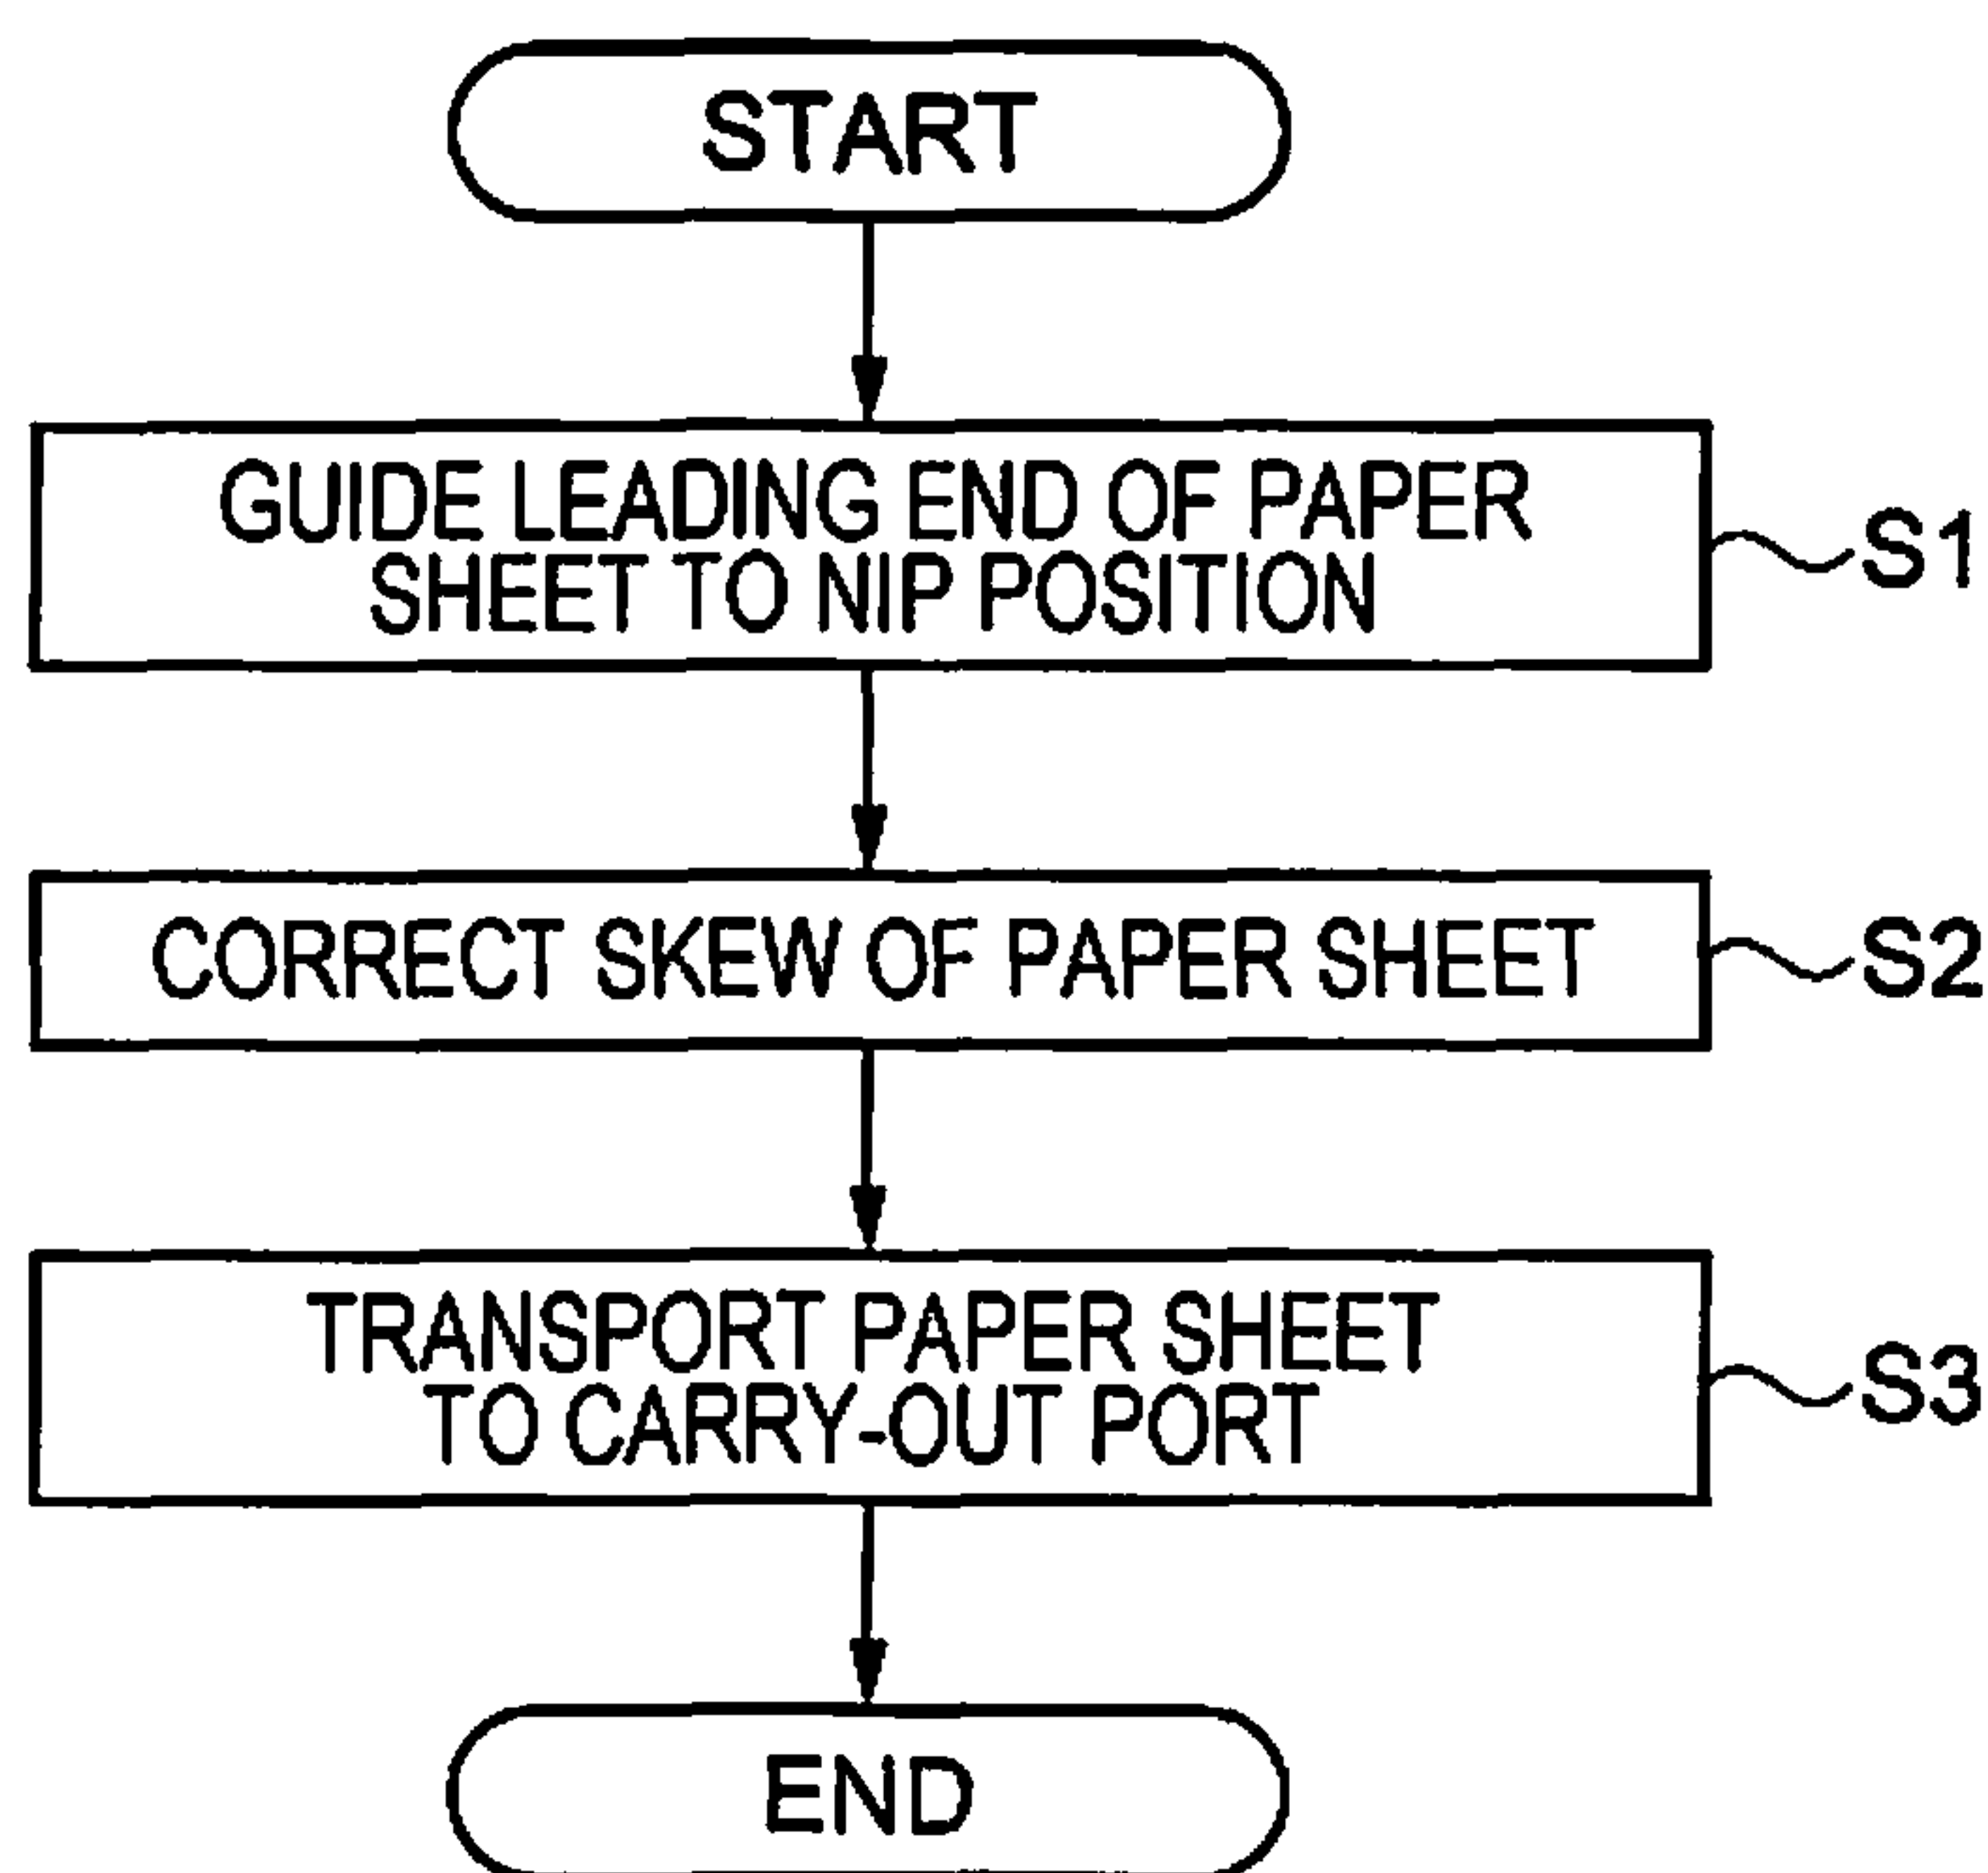 START
GUIDE LEADING END OF PAPER
SHEET TO NIP POSITION
S1
CORRECT SKEW OF PAPER SHEET
S2
TRANSPORT PAPER SHEET
TO CARRY-OUT PORT
S3
END